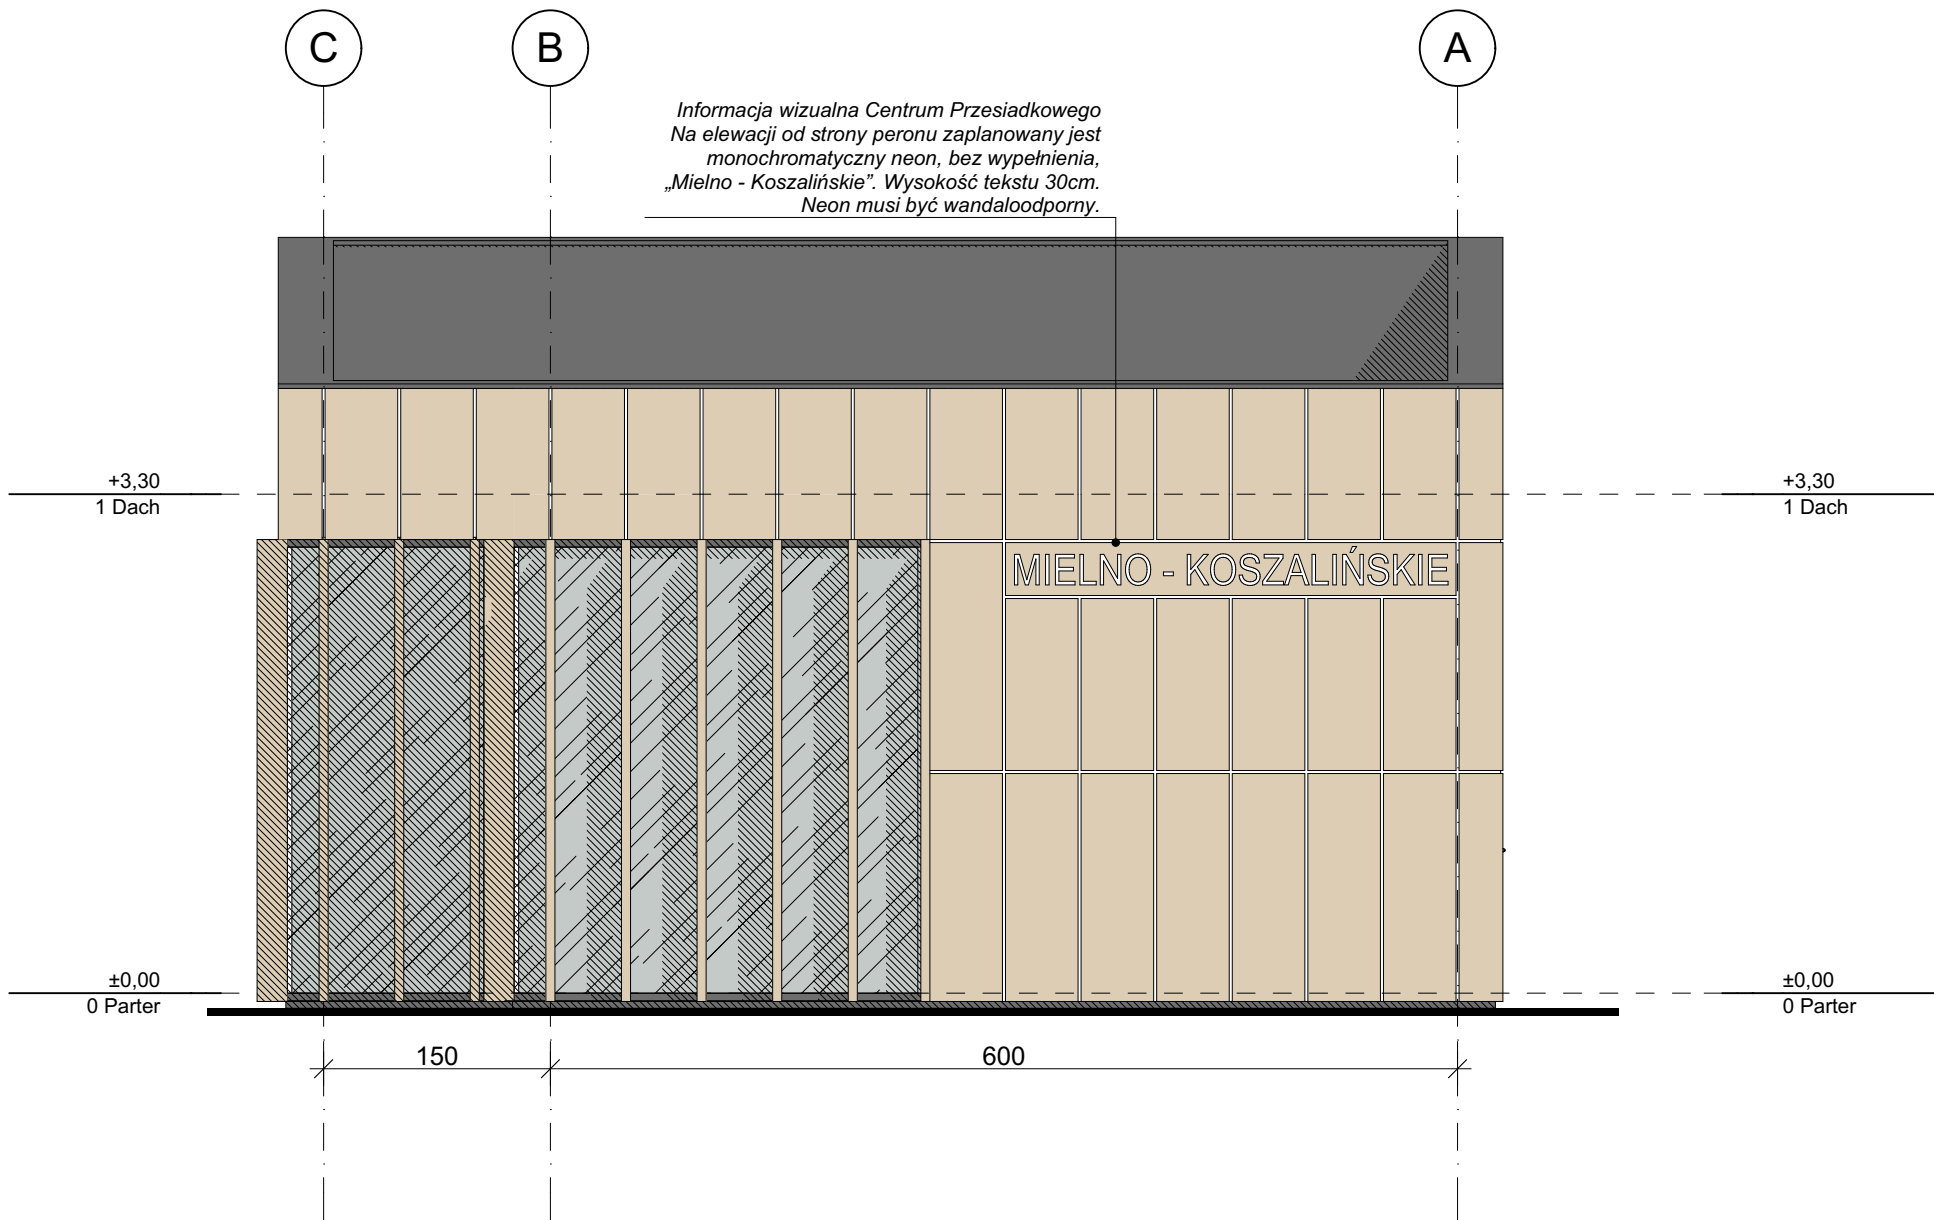 C
B
A
Informacja wizualna Centrum Przesiadkowego
Na elewacji od strony peronu zaplanowany jest
monochromatyczny neon, bez wypełnienia,
„Mielno - Koszalińskie”. Wysokość tekstu 30cm.
Neon musi być wandaloodporny.
+3,30
1 Dach
+3,30
1 Dach
MIELNO - KOSZALIŃSKIE
±0,00
0 Parter
±0,00
0 Parter
150
600